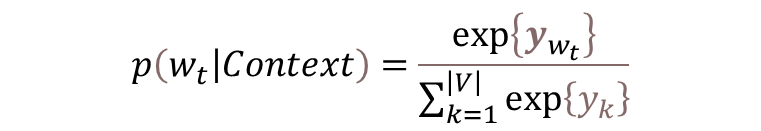 p(w_t|Context) = exp{y_{w_t}} / ∑_{k=1}^{|V|} exp{y_k}